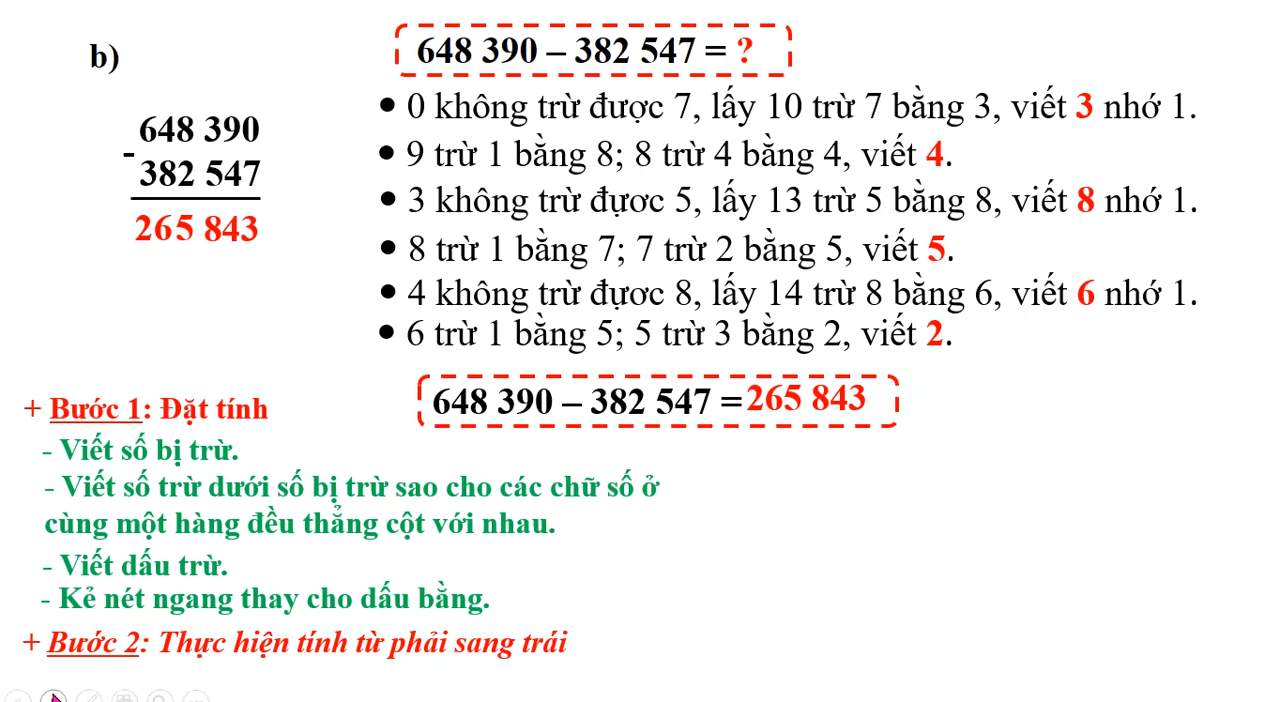 b)
648 390 – 382 547 = ?
648 390
-
382 547
265 843
• 0 không trừ được 7, lấy 10 trừ 7 bằng 3, viết 3 nhớ 1.
• 9 trừ 1 bằng 8; 8 trừ 4 bằng 4, viết 4.
• 3 không trừ đựơc 5, lấy 13 trừ 5 bằng 8, viết 8 nhớ 1.
• 8 trừ 1 bằng 7; 7 trừ 2 bằng 5, viết 5.
• 4 không trừ đựơc 8, lấy 14 trừ 8 bằng 6, viết 6 nhớ 1.
• 6 trừ 1 bằng 5; 5 trừ 3 bằng 2, viết 2.
648 390 – 382 547 = 265 843
+ Bước 1: Đặt tính
- Viết số bị trừ.
- Viết số trừ dưới số bị trừ sao cho các chữ số ở
cùng một hàng đều thẳng cột với nhau.
- Viết dấu trừ.
- Kẻ nét ngang thay cho dấu bằng.
+ Bước 2: Thực hiện tính từ phải sang trái